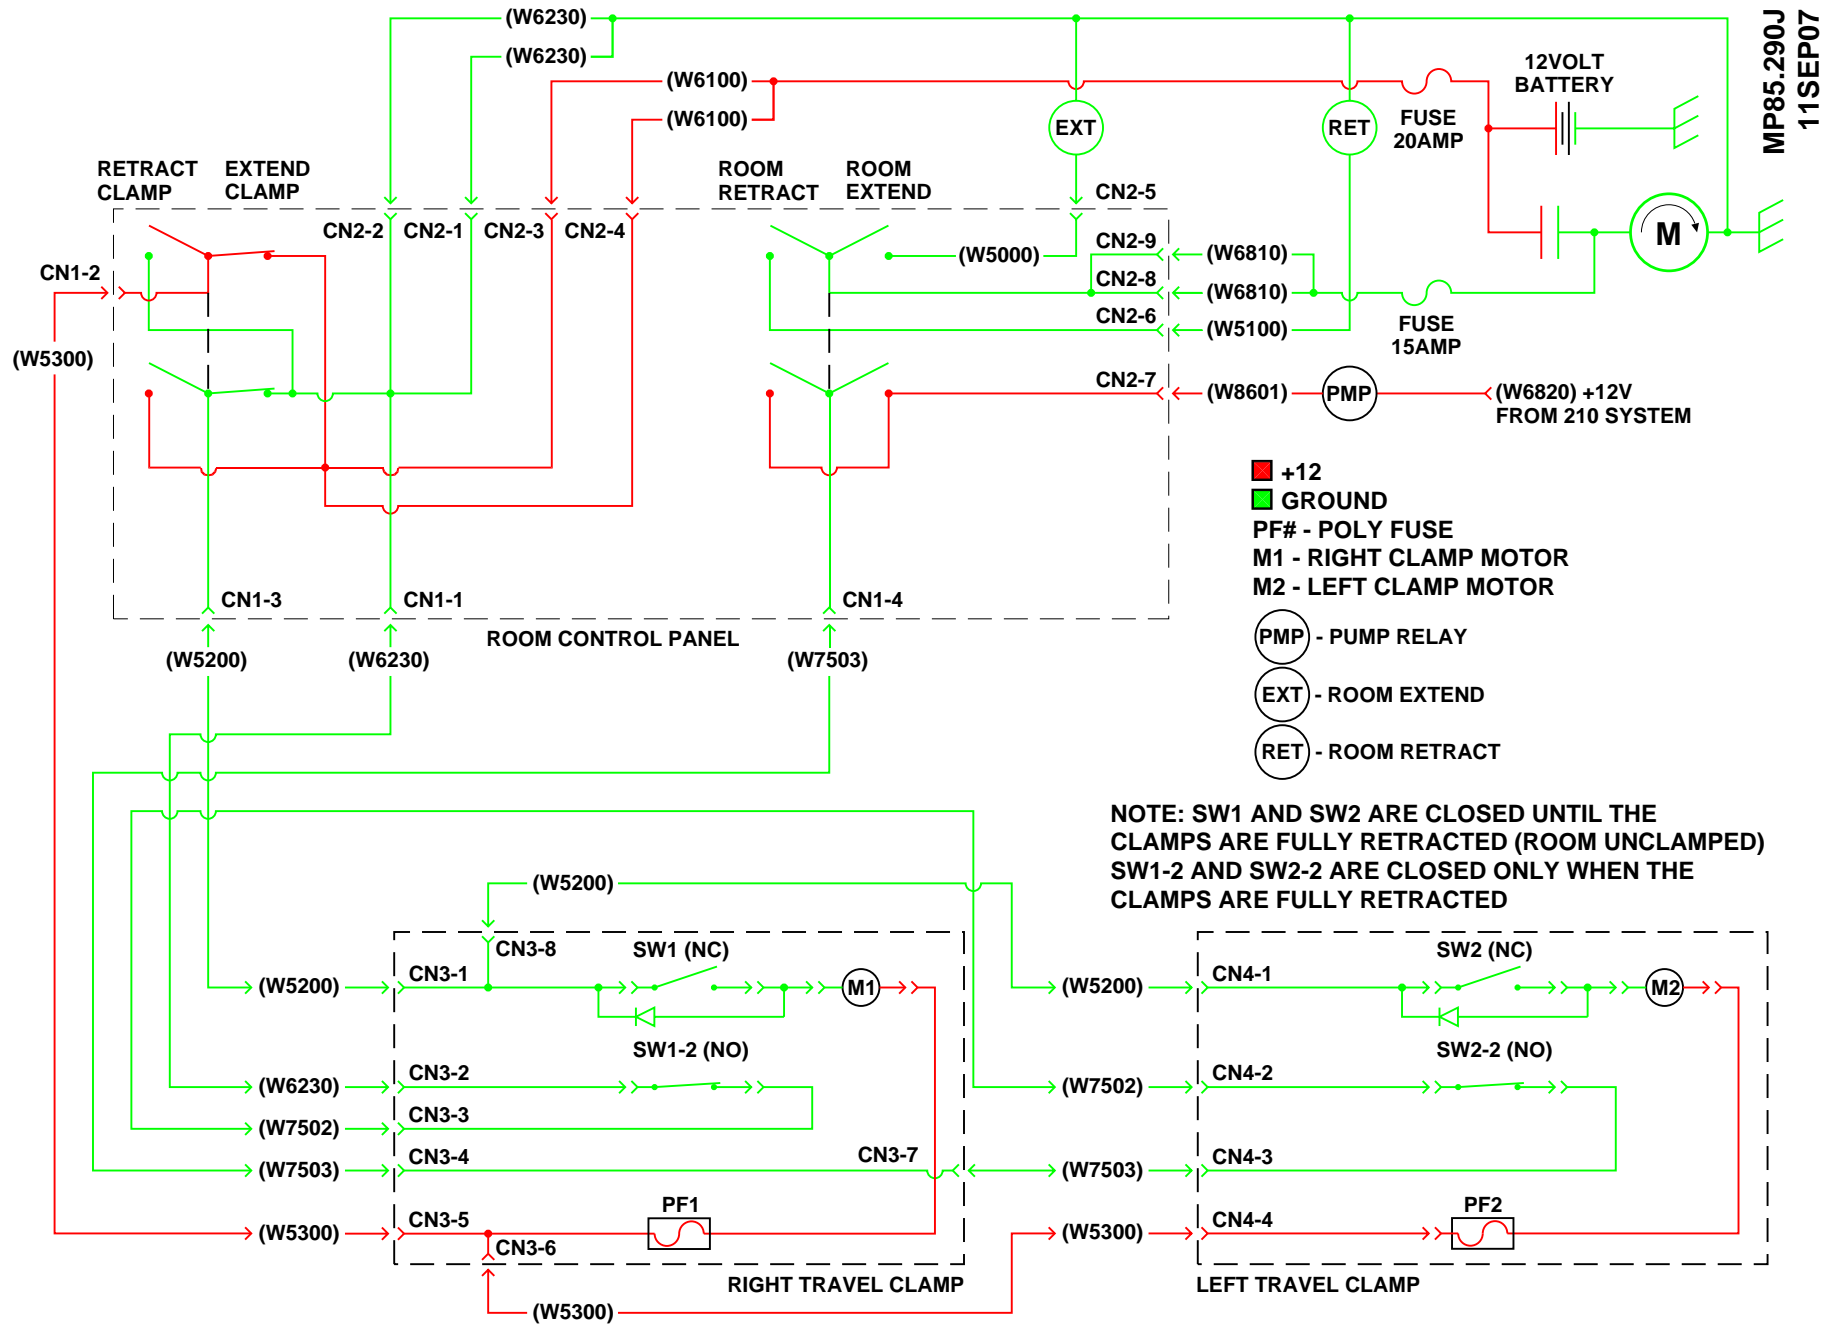 MP85.290J
11SEP07
(W6230)
(W6230)
(W6100)
(W6100)
EXT
RET
FUSE
20AMP
12VOLT
BATTERY
RETRACT
CLAMP
EXTEND
CLAMP
ROOM
RETRACT
ROOM
EXTEND
CN2-5
CN2-2
CN2-1
CN2-3
CN2-4
CN2-9
(W5000)
(W6810)
M
CN1-2
CN2-8
(W6810)
CN2-6
(W5100)
FUSE
15AMP
(W5300)
CN2-7
(W8601)
PMP
(W6820) +12V
FROM 210 SYSTEM
+12
GROUND
PF# - POLY FUSE
M1 - RIGHT CLAMP MOTOR
M2 - LEFT CLAMP MOTOR
PMP - PUMP RELAY
EXT - ROOM EXTEND
RET - ROOM RETRACT
CN1-3
CN1-1
CN1-4
ROOM CONTROL PANEL
(W5200)
(W6230)
(W7503)
NOTE: SW1 AND SW2 ARE CLOSED UNTIL THE
CLAMPS ARE FULLY RETRACTED (ROOM UNCLAMPED)
SW1-2 AND SW2-2 ARE CLOSED ONLY WHEN THE
CLAMPS ARE FULLY RETRACTED
(W5200)
CN3-8
SW1 (NC)
(W5200)
CN3-1
M1
SW1-2 (NO)
(W6230)
CN3-2
(W7502)
CN3-3
(W7503)
CN3-4
CN3-7
(W5300)
CN3-5
PF1
CN3-6
RIGHT TRAVEL CLAMP
(W5300)
SW2 (NC)
(W5200)
CN4-1
M2
SW2-2 (NO)
(W7502)
CN4-2
(W7503)
CN4-3
(W5300)
CN4-4
PF2
LEFT TRAVEL CLAMP